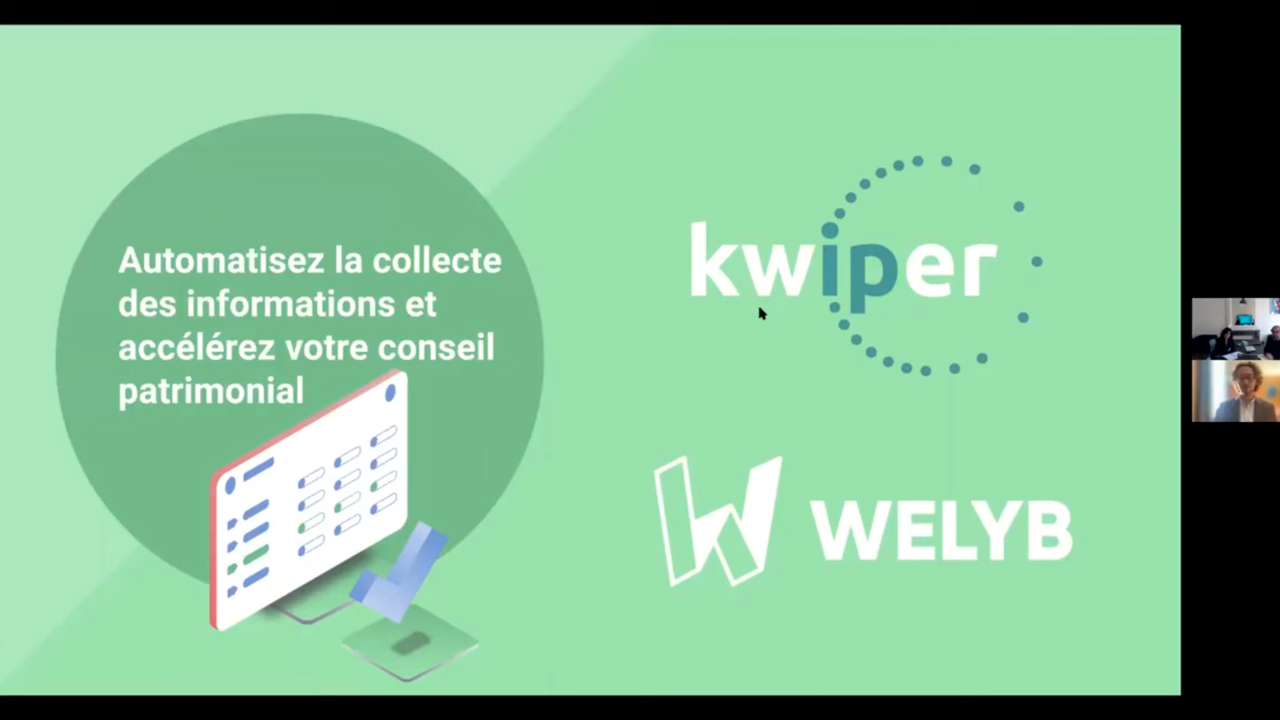 Automatisez la collecte
des informations et
accélérez votre conseil
patrimonial
kwiper
WELYB